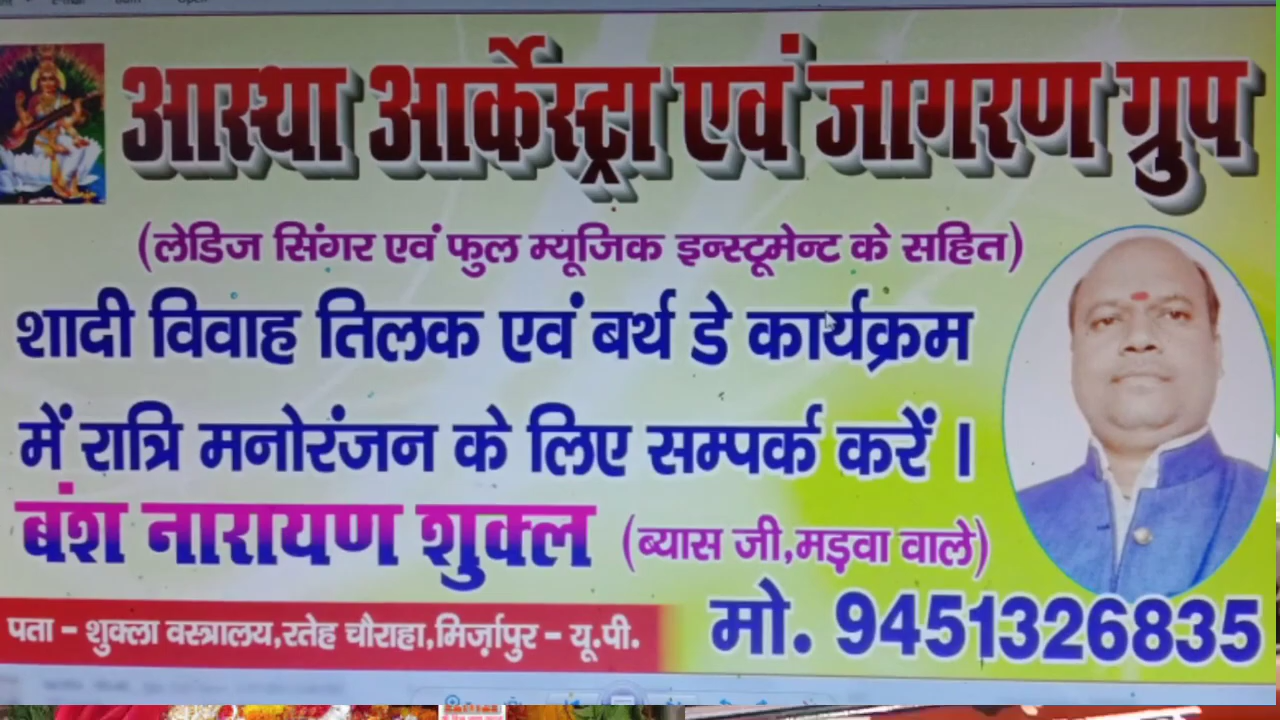 आस्था आर्केस्ट्रा एवं जागरण ग्रुप
(लेडिज सिंगर एवं फुल म्यूजिक इन्स्टूमेन्ट के सहित)
शादी विवाह तिलक एवं बर्थ डे कार्यक्रम
में रात्रि मनोरंजन के लिए सम्पर्क करें ।
बंश नारायण शुक्ल (ब्यास जी,मड़वा वाले)
पता - शुक्ला वस्त्रालय,रतेह चौराहा,मिर्ज़ापुर - यू.पी.
मो. 9451326835